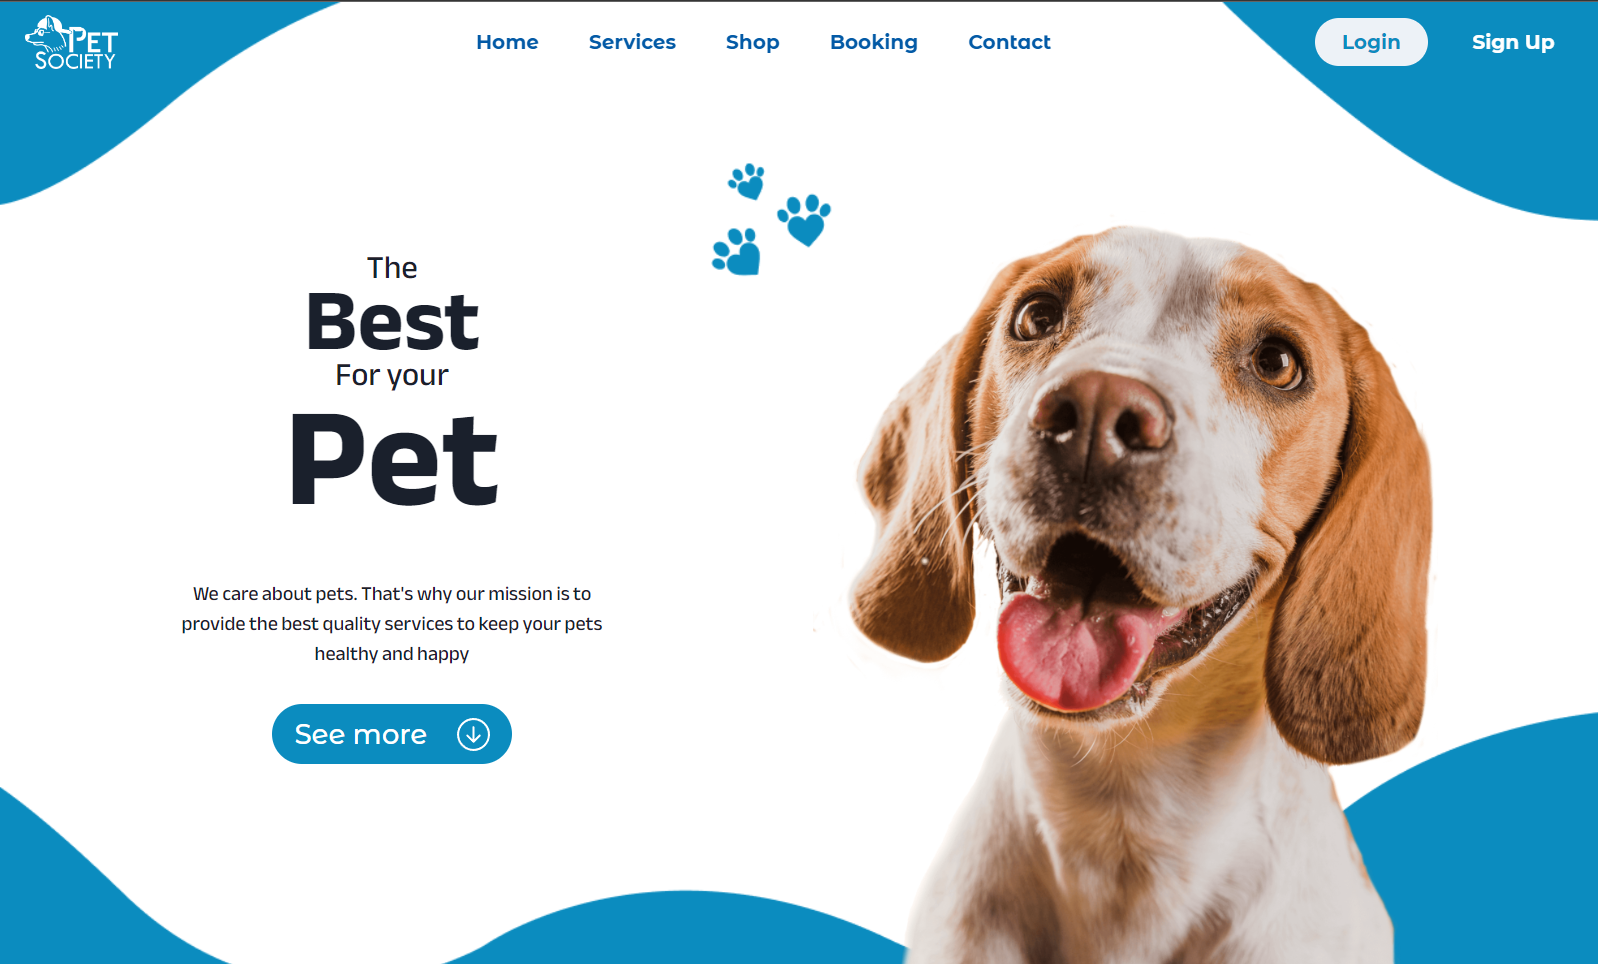 PET
SOCIETY
Home Services Shop Booking Contact Login Sign Up
The
Best
For your
Pet
We care about pets. That's why our mission is to
provide the best quality services to keep your pets
healthy and happy
See more